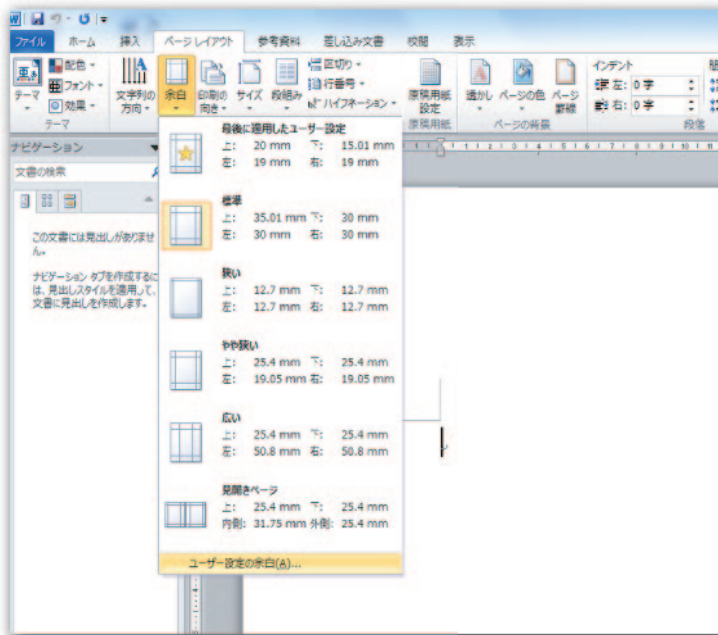 ファイル ホーム 挿入 ページ レイアウト 参考資料 差し込み文書 校閲 表示
テーマ
配色
フォント
効果
テーマ
文字列の方向
余白
印刷の向き
サイズ
段組み
区切り
行番号
ハイフネーション
原稿用紙設定
原稿用紙
透かし
ページの色
ページ罫線
ページの背景
インデント
左: 0 字
右: 0 字
段落
ナビゲーション
文書の検索
この文書には見出しがありません。
ナビゲーション タブを作成するには、見出しスタイルを適用して、文書に見出しを作成します。
最後に適用したユーザー設定
上: 20 mm 下: 15.01 mm
左: 19 mm 右: 19 mm
標準
上: 35.01 mm 下: 30 mm
左: 30 mm 右: 30 mm
狭い
上: 12.7 mm 下: 12.7 mm
左: 12.7 mm 右: 12.7 mm
やや狭い
上: 25.4 mm 下: 25.4 mm
左: 19.05 mm 右: 19.05 mm
広い
上: 25.4 mm 下: 25.4 mm
左: 50.8 mm 右: 50.8 mm
見開きページ
上: 25.4 mm 下: 25.4 mm
内側: 31.75 mm 外側: 25.4 mm
ユーザー設定の余白(A)...